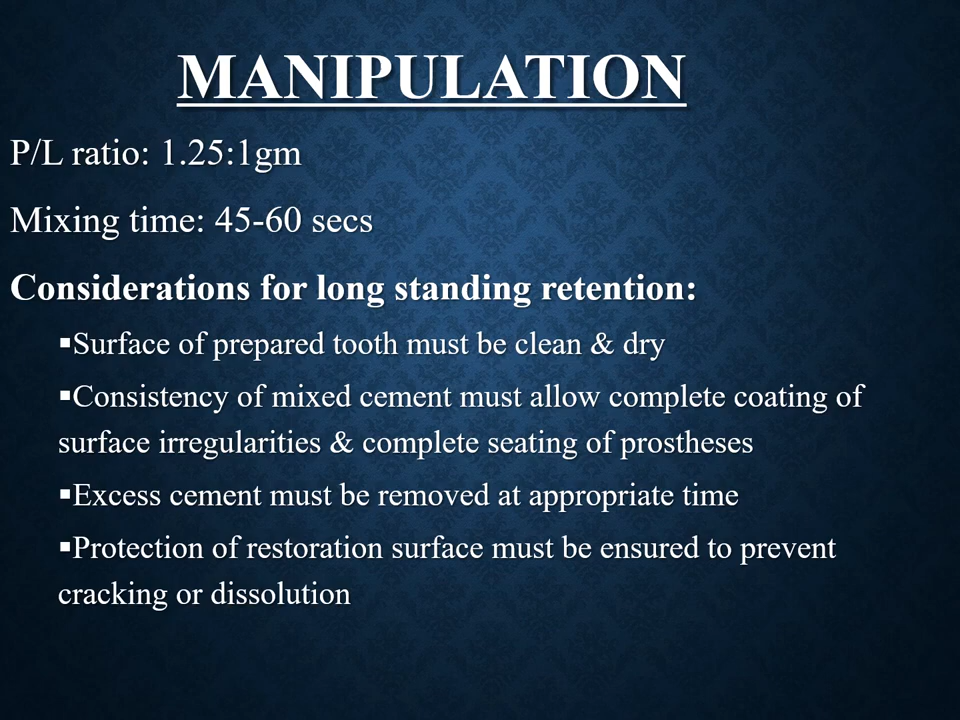 MANIPULATION
P/L ratio: 1.25:1gm
Mixing time: 45-60 secs
Considerations for long standing retention:
▪Surface of prepared tooth must be clean & dry
▪Consistency of mixed cement must allow complete coating of
surface irregularities & complete seating of prostheses
▪Excess cement must be removed at appropriate time
▪Protection of restoration surface must be ensured to prevent
cracking or dissolution